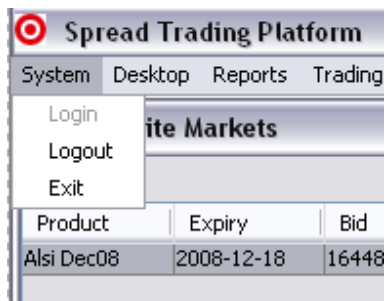 Spread Trading Platform
System Desktop Reports Trading
Login
ite Markets
Logout
Exit
Product Expiry Bid
Alsi Dec08 2008-12-18 16448